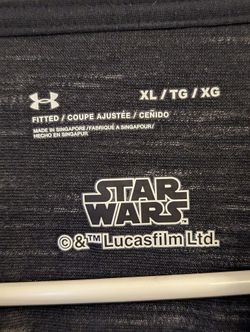 XL / TG / XG
FITTED / COUPE AJUSTÉE / CEÑIDO
MADE IN SINGAPORE / FABRIQUÉ À SINGAPOUR /
HECHO EN SINGAPUR
STAR
WARS
© & ™ Lucasfilm Ltd.